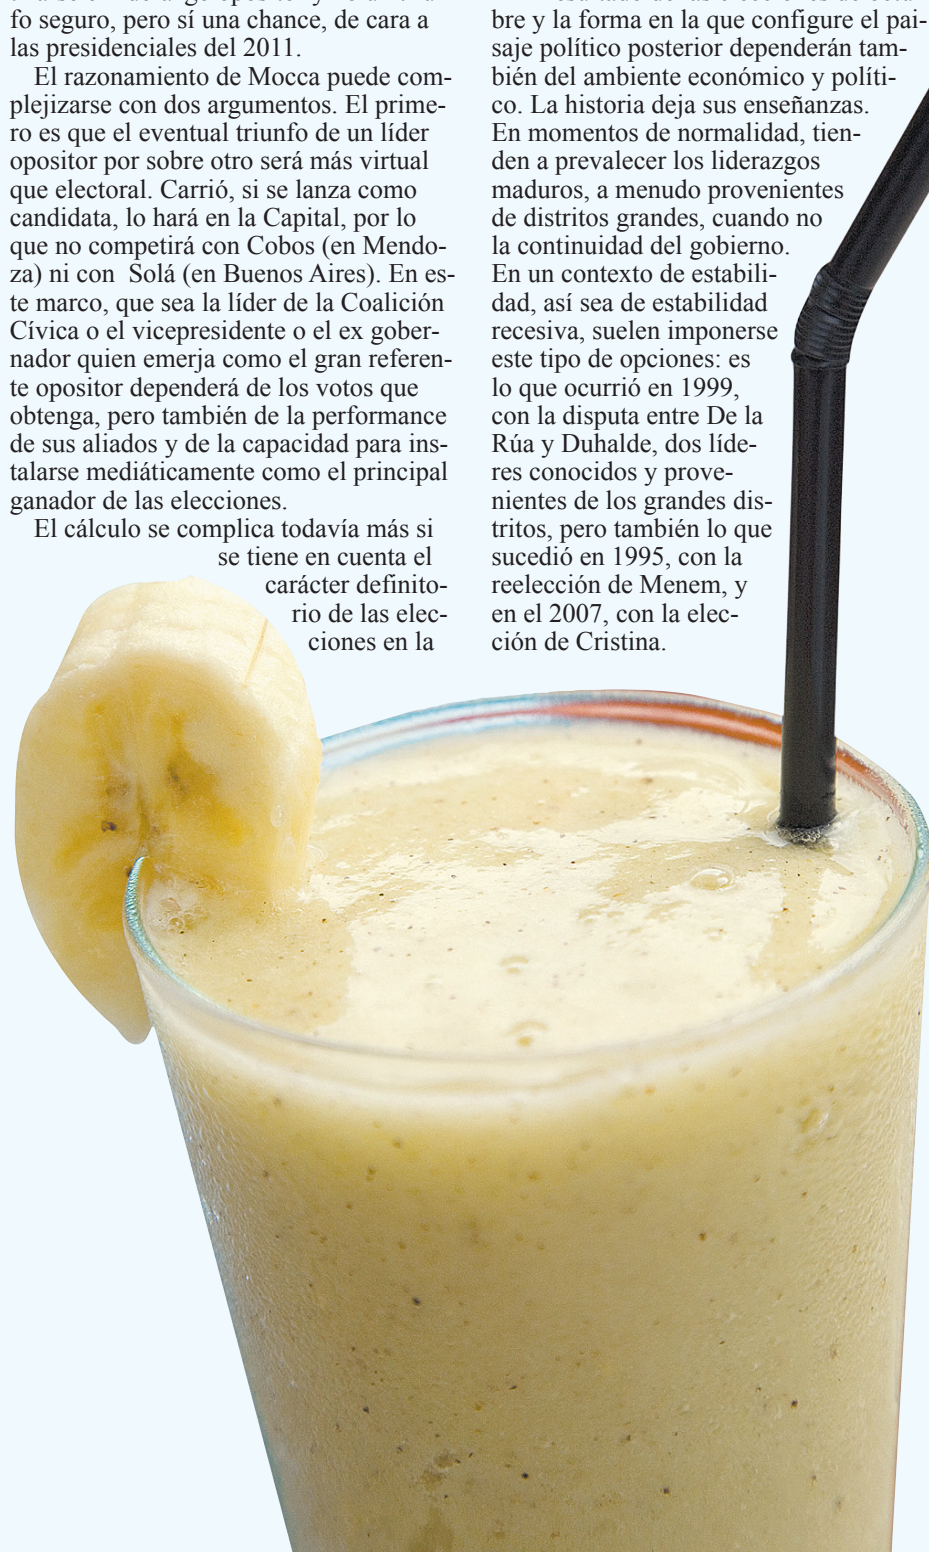 fo seguro, pero sí una chance, de cara a
las presidenciales del 2011.
El razonamiento de Mocca puede com-
plejizarse con dos argumentos. El prime-
ro es que el eventual triunfo de un líder
opositor por sobre otro será más virtual
que electoral. Carrió, si se lanza como
candidata, lo hará en la Capital, por lo
que no competirá con Cobos (en Mendo-
za) ni con Solá (en Buenos Aires). En es-
te marco, que sea la líder de la Coalición
Cívica o el vicepresidente o el ex gober-
nador quien emerja como el gran referen-
te opositor dependerá de los votos que
obtenga, pero también de la performance
de sus aliados y de la capacidad para ins-
talarse mediáticamente como el principal
ganador de las elecciones.
El cálculo se complica todavía más si
se tiene en cuenta el
carácter definito-
rio de las elec-
ciones en la
bre y la forma en la que configure el pai-
saje político posterior dependerán tam-
bién del ambiente económico y políti-
co. La historia deja sus enseñanzas.
En momentos de normalidad, tien-
den a prevalecer los liderazgos
maduros, a menudo provenientes
de distritos grandes, cuando no
la continuidad del gobierno.
En un contexto de estabili-
dad, así sea de estabilidad
recesiva, suelen imponerse
este tipo de opciones: es
lo que ocurrió en 1999,
con la disputa entre De la
Rúa y Duhalde, dos líde-
res conocidos y prove-
nientes de los grandes dis-
tritos, pero también lo que
sucedió en 1995, con la
reelección de Menem, y
en el 2007, con la elec-
ción de Cristina.